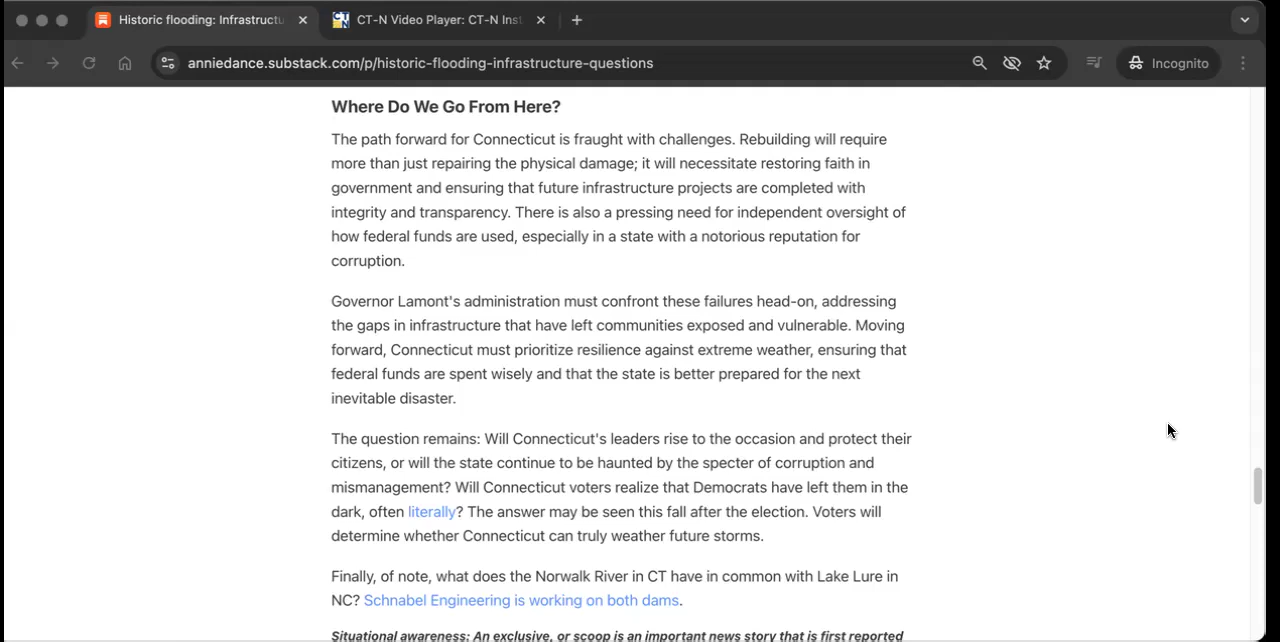 Historic flooding: Infrastructu
CT-N Video Player: CT-N Inst
anniedance.substack.com/p/historic-flooding-infrastructure-questions
Incognito
Where Do We Go From Here?
The path forward for Connecticut is fraught with challenges. Rebuilding will require
more than just repairing the physical damage; it will necessitate restoring faith in
government and ensuring that future infrastructure projects are completed with
integrity and transparency. There is also a pressing need for independent oversight of
how federal funds are used, especially in a state with a notorious reputation for
corruption.
Governor Lamont's administration must confront these failures head-on, addressing
the gaps in infrastructure that have left communities exposed and vulnerable. Moving
forward, Connecticut must prioritize resilience against extreme weather, ensuring that
federal funds are spent wisely and that the state is better prepared for the next
inevitable disaster.
The question remains: Will Connecticut's leaders rise to the occasion and protect their
citizens, or will the state continue to be haunted by the specter of corruption and
mismanagement? Will Connecticut voters realize that Democrats have left them in the
dark, often literally? The answer may be seen this fall after the election. Voters will
determine whether Connecticut can truly weather future storms.
Finally, of note, what does the Norwalk River in CT have in common with Lake Lure in
NC? Schnabel Engineering is working on both dams.
Situational awareness: An exclusive, or scoop is an important news story that is first reported